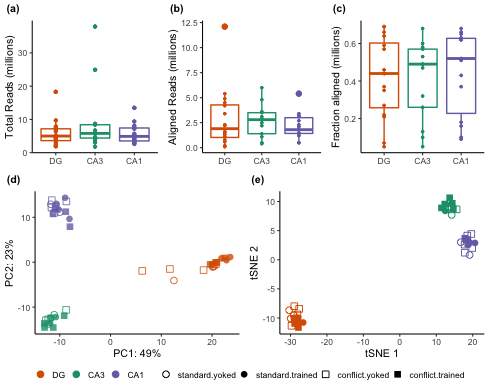 (a)
Total Reads (millions)
30
20
10
0
DG CA3 CA1
(b)
Aligned Reads (millions)
12.5
10.0
7.5
5.0
2.5
0.0
DG CA3 CA1
(c)
Fraction aligned (millions)
0.6
0.4
0.2
DG CA3 CA1
(d)
PC2: 23%
10
0
-10
-10 0 10 20
PC1: 49%
(e)
tSNE 2
10
5
0
-5
-10
-30 -20 -10 0 10 20
tSNE 1
DG CA3 CA1 standard.yoked standard.trained conflict.yoked conflict.trained